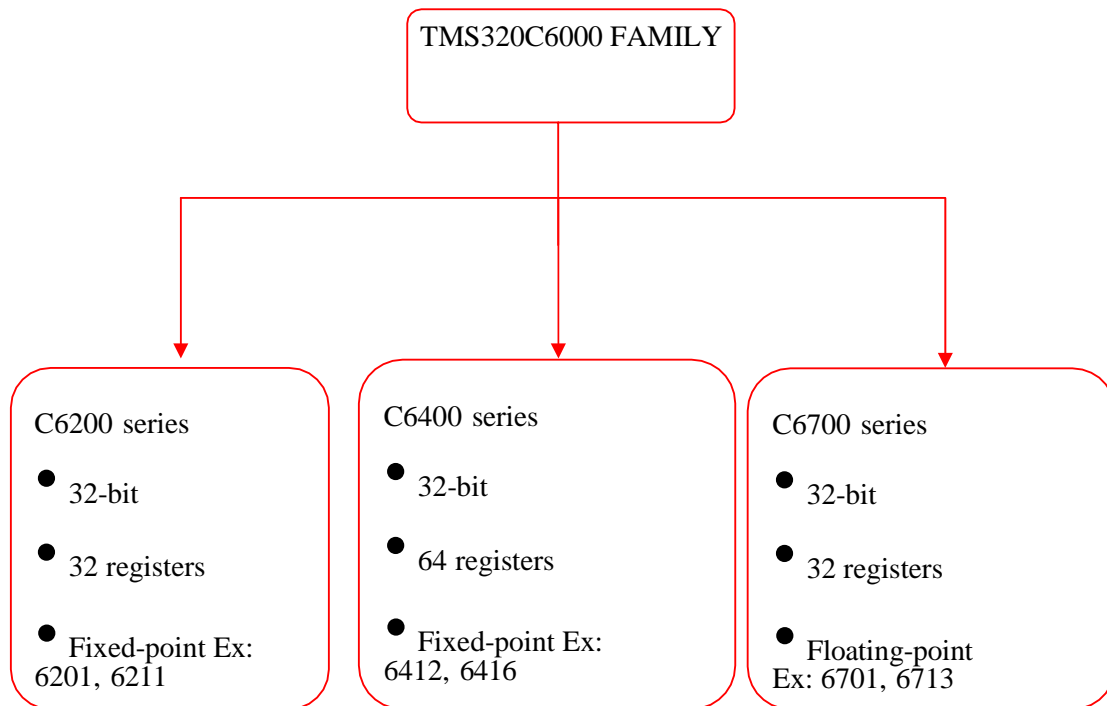 TMS320C6000 FAMILY
C6200 series
● 32-bit
● 32 registers
● Fixed-point Ex:
6201, 6211
C6400 series
● 32-bit
● 64 registers
● Fixed-point Ex:
6412, 6416
C6700 series
● 32-bit
● 32 registers
● Floating-point
Ex: 6701, 6713